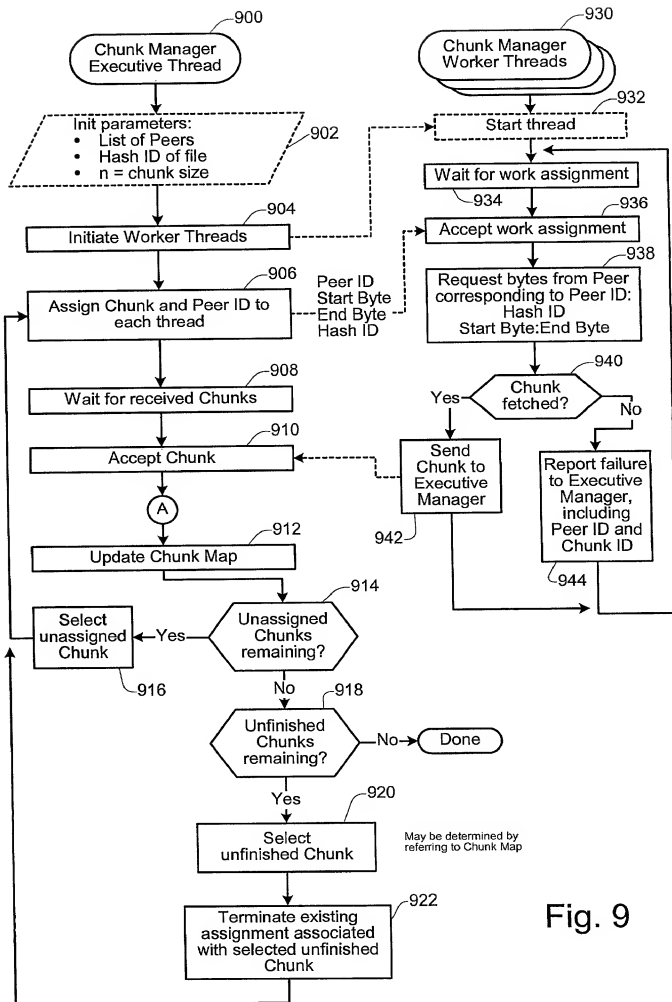 900
Chunk Manager
Executive Thread
Init parameters:
• List of Peers
• Hash ID of file
• n = chunk size
902
904
Initiate Worker Threads
906
Assign Chunk and Peer ID to
each thread
Peer ID
Start Byte
End Byte
Hash ID
908
Wait for received Chunks
910
Accept Chunk
A
912
Update Chunk Map
914
Unassigned
Chunks
remaining?
Yes
Select
unassigned
Chunk
916
No
918
Unfinished
Chunks
remaining?
No
Done
Yes
920
Select
unfinished Chunk
May be determined by
referring to Chunk Map
922
Terminate existing
assignment associated
with selected unfinished
Chunk
930
Chunk Manager
Worker Threads
932
Start thread
Wait for work assignment
934
936
Accept work assignment
938
Request bytes from Peer
corresponding to Peer ID:
Hash ID
Start Byte:End Byte
940
Chunk
fetched?
Yes
No
Send
Chunk to
Executive
Manager
942
Report failure
to Executive
Manager,
including
Peer ID and
Chunk ID
944
Fig. 9